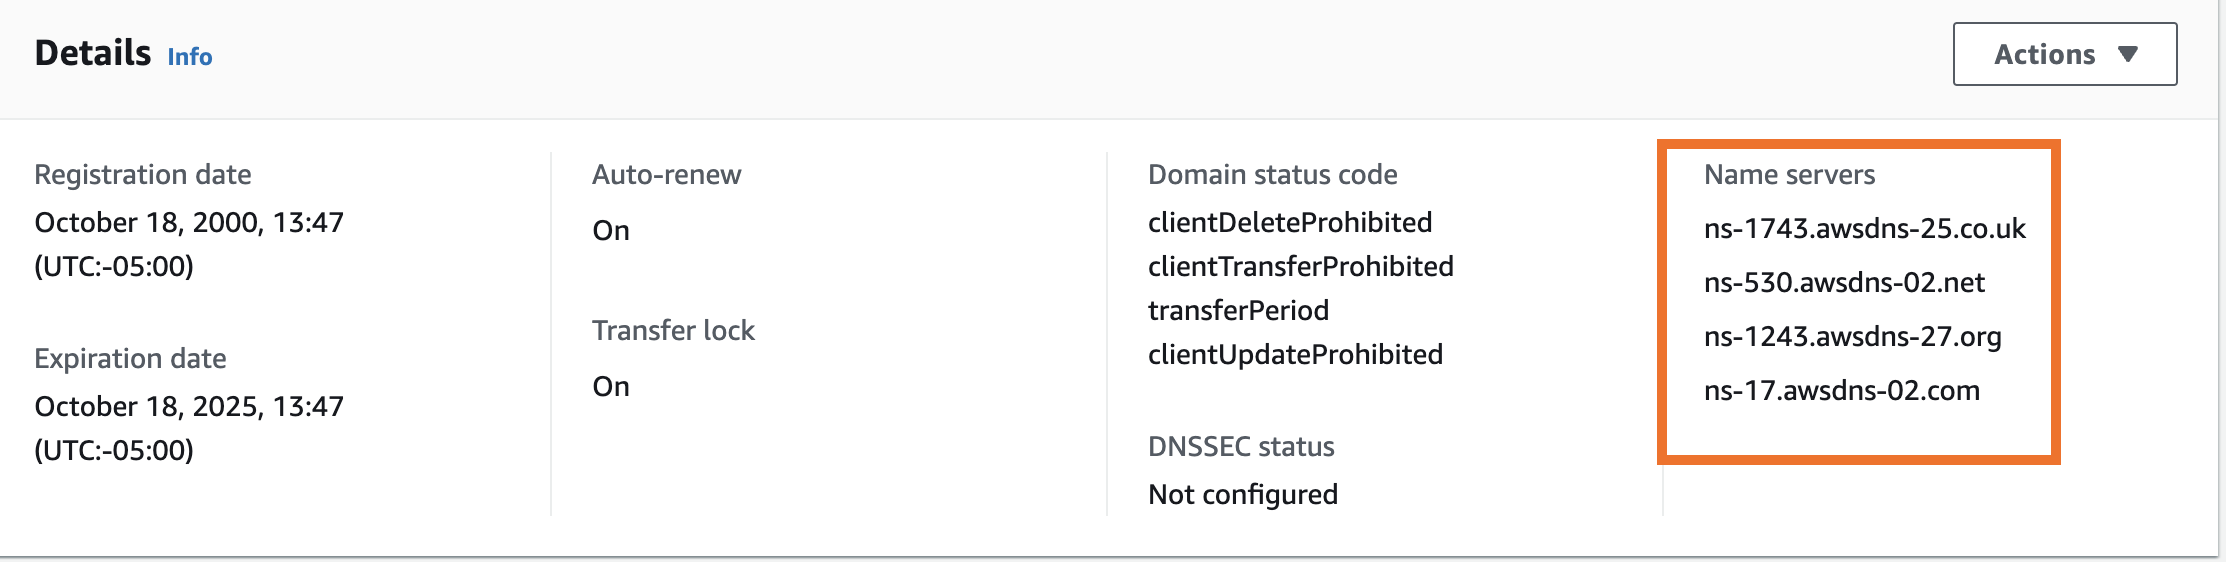 Details Info
Actions
Registration date
October 18, 2000, 13:47
(UTC:-05:00)
Expiration date
October 18, 2025, 13:47
(UTC:-05:00)
Auto-renew
On
Transfer lock
On
Domain status code
clientDeleteProhibited
clientTransferProhibited
transferPeriod
clientUpdateProhibited
DNSSEC status
Not configured
Name servers
ns-1743.awsdns-25.co.uk
ns-530.awsdns-02.net
ns-1243.awsdns-27.org
ns-17.awsdns-02.com